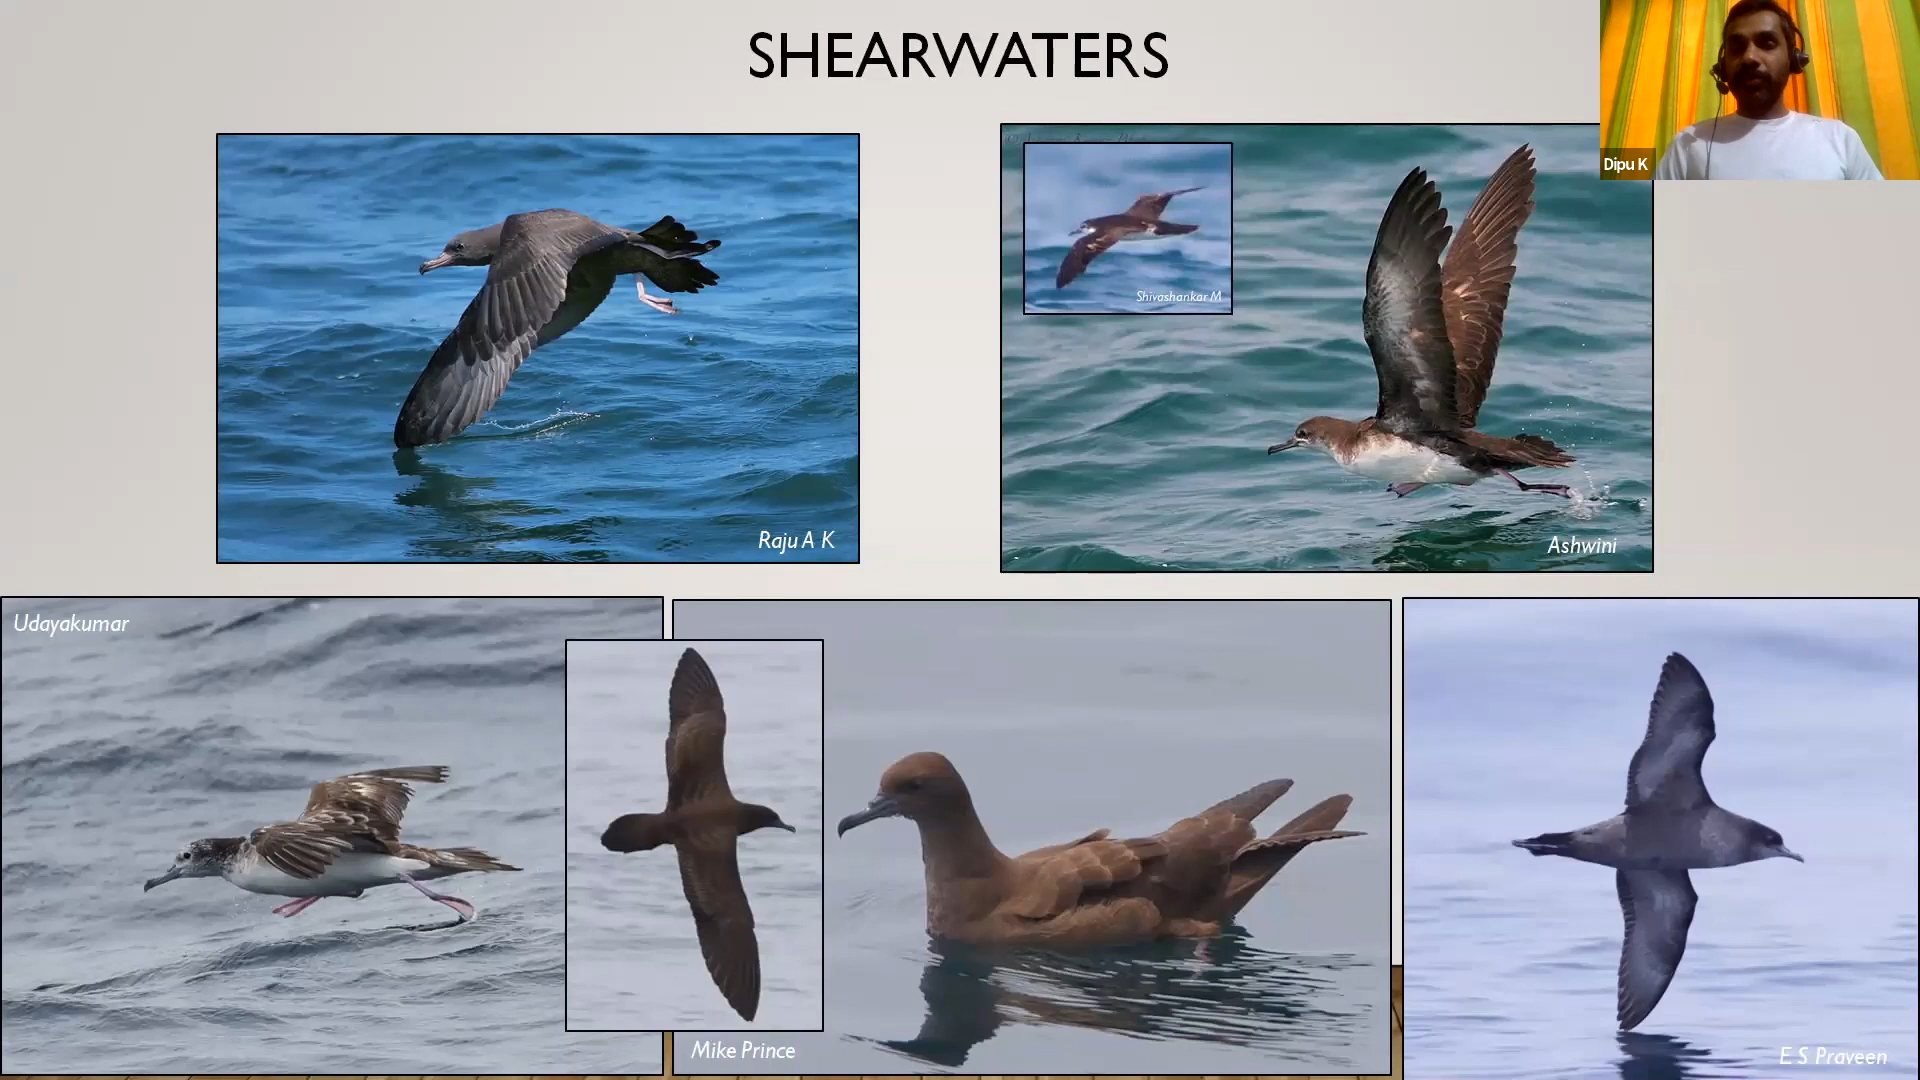 SHEARWATERS
Dipu K
Shivashankar M
Raju A K
Ashwini
Udayakumar
Mike Prince
E S Praveen